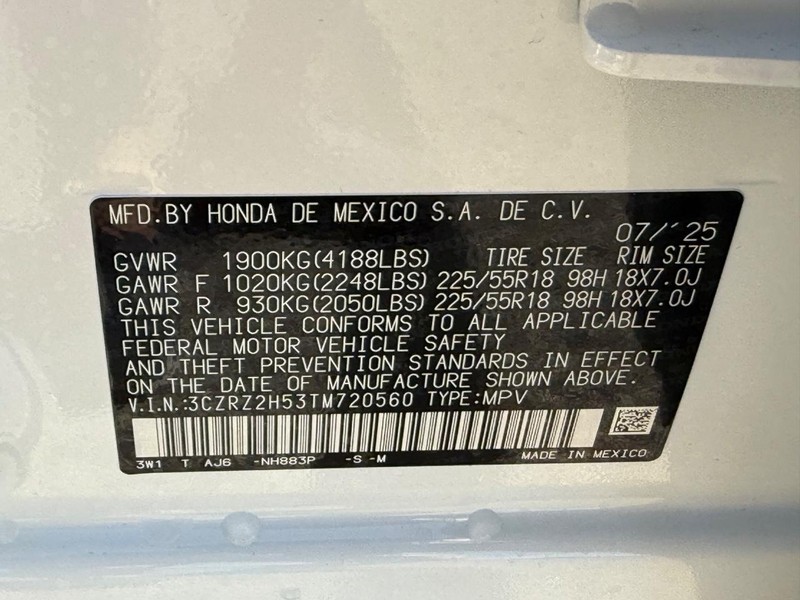 MFD.BY HONDA DE MEXICO S.A. DE C.V.
07/'25
GVWR 1900KG(4188LBS) TIRE SIZE RIM SIZE
GAWR F 1020KG(2248LBS) 225/55R18 98H 18X7.0J
GAWR R 930KG(2050LBS) 225/55R18 98H 18X7.0J
THIS VEHICLE CONFORMS TO ALL APPLICABLE
FEDERAL MOTOR VEHICLE SAFETY
AND THEFT PREVENTION STANDARDS IN EFFECT
ON THE DATE OF MANUFACTURE SHOWN ABOVE.
V.I.N.:3CZRZ2H53TM720560 TYPE:MPV
3W1 T AJ6 -NH883P -S -M MADE IN MEXICO